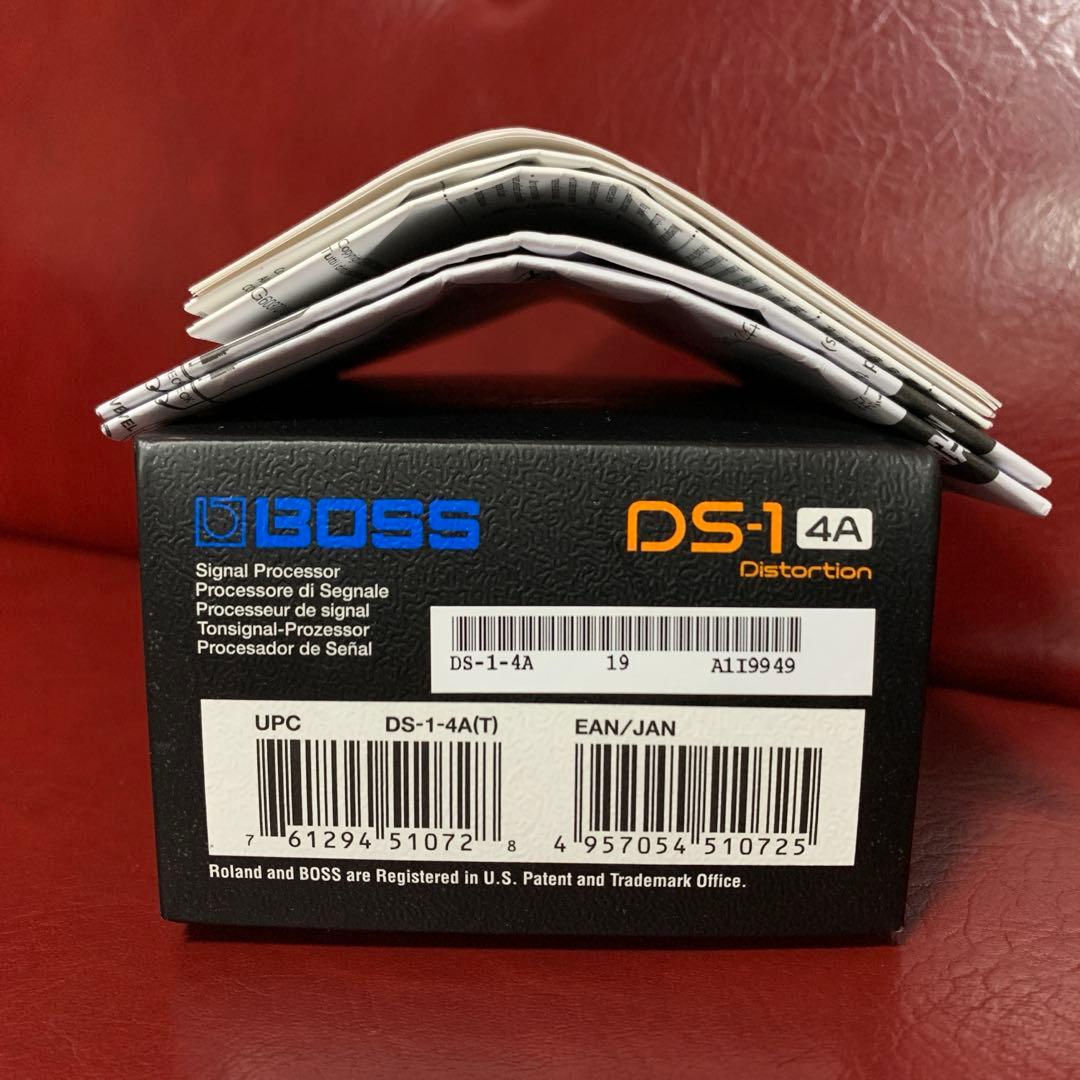 BOSS
DS-1 4A
Distortion
Signal Processor
Processore di Segnale
Processeur de signal
Tonsignal-Prozessor
Procesador de Señal
DS-1-4A 19 A1I9949
UPC DS-1-4A(T) EAN/JAN
7 61294 51072 8 4 957054 510725
Roland and BOSS are Registered in U.S. Patent and Trademark Office.